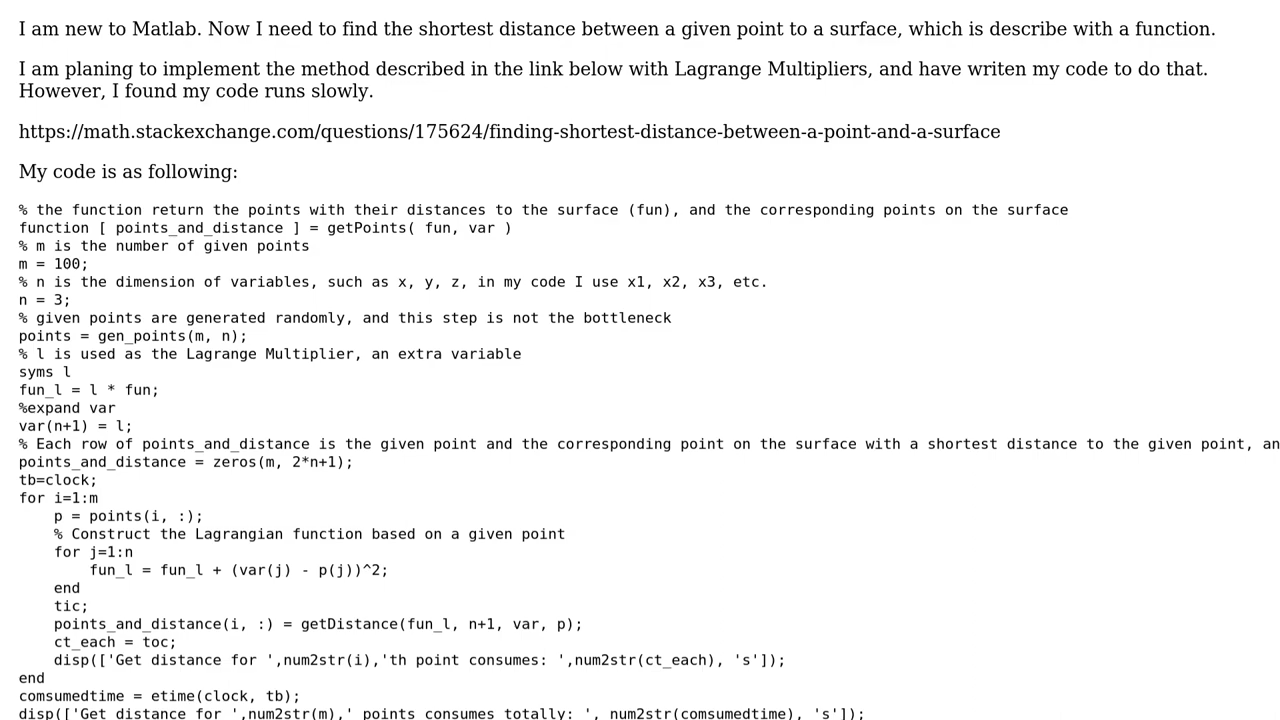 I am new to Matlab. Now I need to find the shortest distance between a given point to a surface, which is describe with a function.
I am planing to implement the method described in the link below with Lagrange Multipliers, and have writen my code to do that.
However, I found my code runs slowly.
https://math.stackexchange.com/questions/175624/finding-shortest-distance-between-a-point-and-a-surface
My code is as following:
% the function return the points with their distances to the surface (fun), and the corresponding points on the surface
function [ points_and_distance ] = getPoints( fun, var )
% m is the number of given points
m = 100;
% n is the dimension of variables, such as x, y, z, in my code I use x1, x2, x3, etc.
n = 3;
% given points are generated randomly, and this step is not the bottleneck
points = gen_points(m, n);
% l is used as the Lagrange Multiplier, an extra variable
syms l
fun_l = l * fun;
%expand var
var(n+1) = l;
% Each row of points_and_distance is the given point and the corresponding point on the surface with a shortest distance to the given point, an
points_and_distance = zeros(m, 2*n+1);
tb=clock;
for i=1:m
    p = points(i, :);
    % Construct the Lagrangian function based on a given point
    for j=1:n
        fun_l = fun_l + (var(j) - p(j))^2;
    end
    tic;
    points_and_distance(i, :) = getDistance(fun_l, n+1, var, p);
    ct_each = toc;
    disp(['Get distance for ',num2str(i),'th point consumes: ',num2str(ct_each), 's']);
end
comsumedtime = etime(clock, tb);
disp(['Get distance for ',num2str(m),' points consumes totally: ', num2str(comsumedtime), 's']);